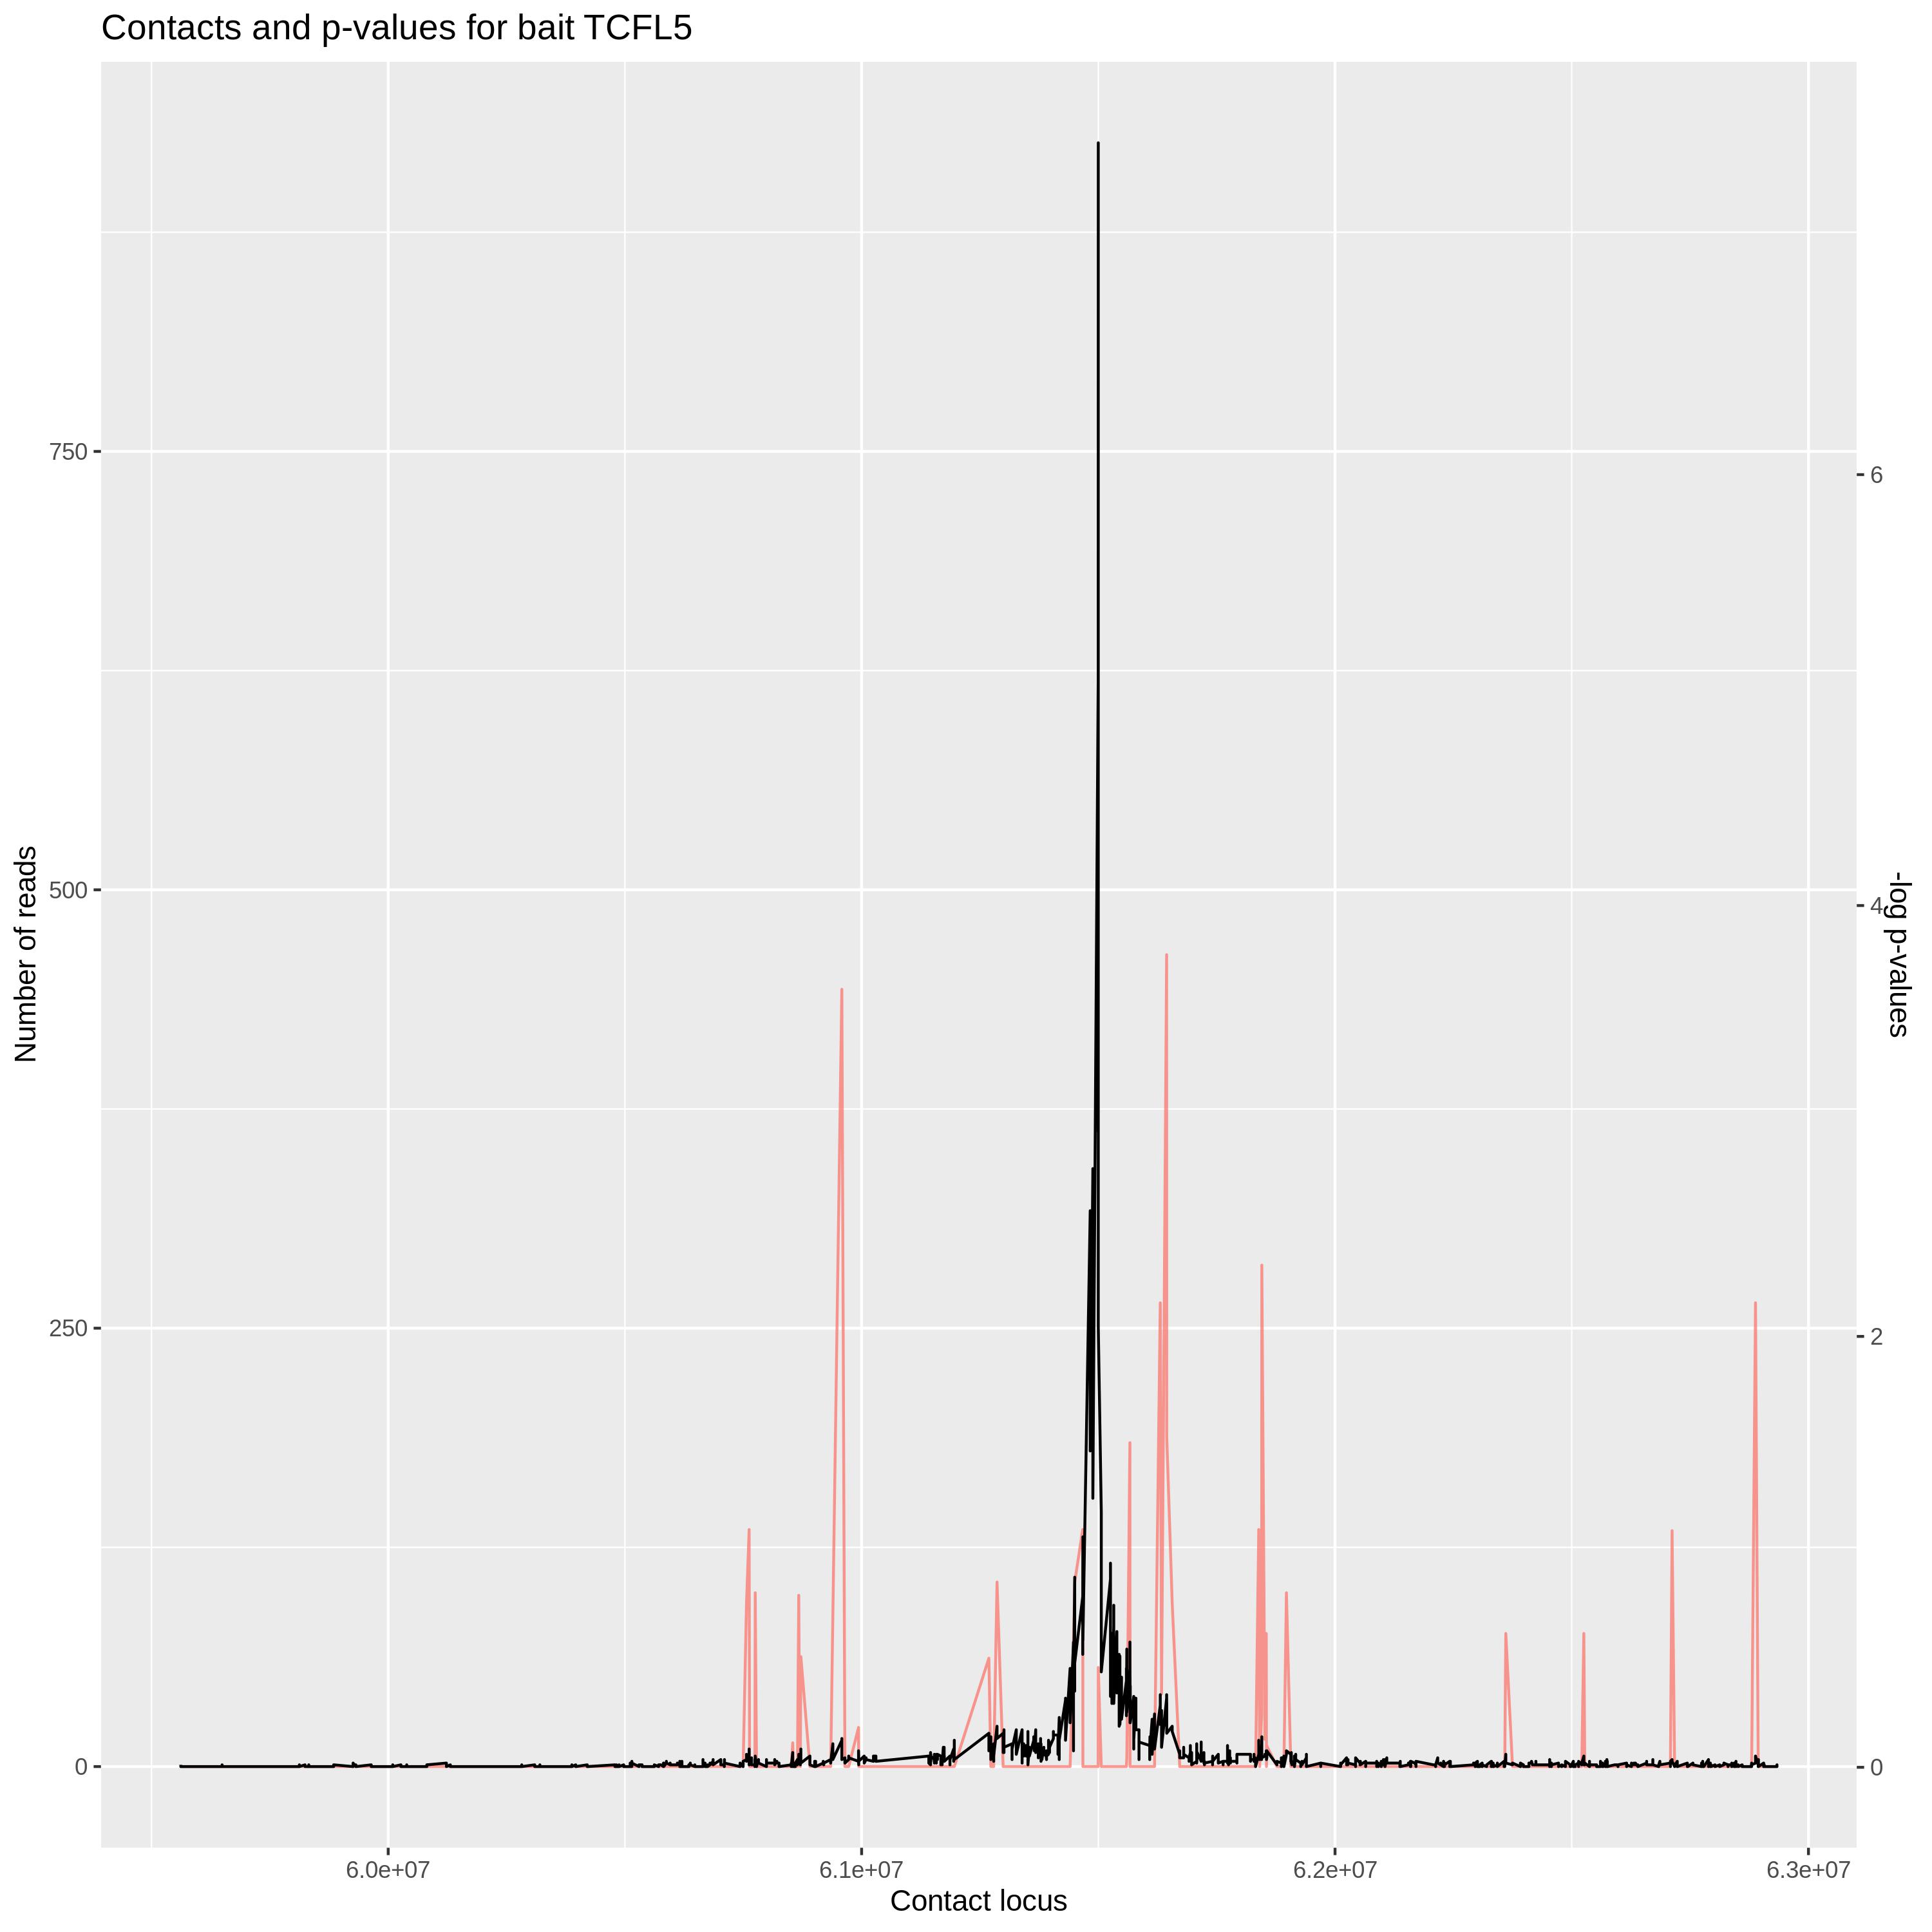 Contacts and p-values for bait TCFL5
750
500
250
0
Number of reads
6
4
2
0
-log p-values
6.0e+07
6.1e+07
6.2e+07
6.3e+07
Contact locus